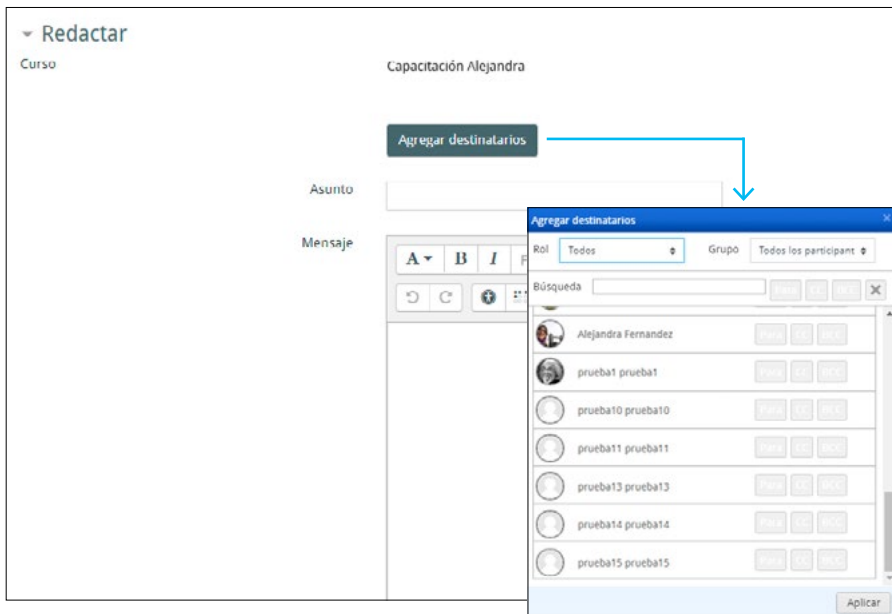 Redactar
Curso
Capacitación Alejandra
Agregar destinatarios
Asunto
Mensaje
A B I
Agregar destinatarios
Rol Todos Grupo Todos los participant
Búsqueda Para CC BCC
Alejandra Fernandez Para CC BCC
prueba1 prueba1 Para CC BCC
prueba10 prueba10 Para CC BCC
prueba11 prueba11 Para CC BCC
prueba13 prueba13 Para CC BCC
prueba14 prueba14 Para CC BCC
prueba15 prueba15 Para CC BCC
Aplicar